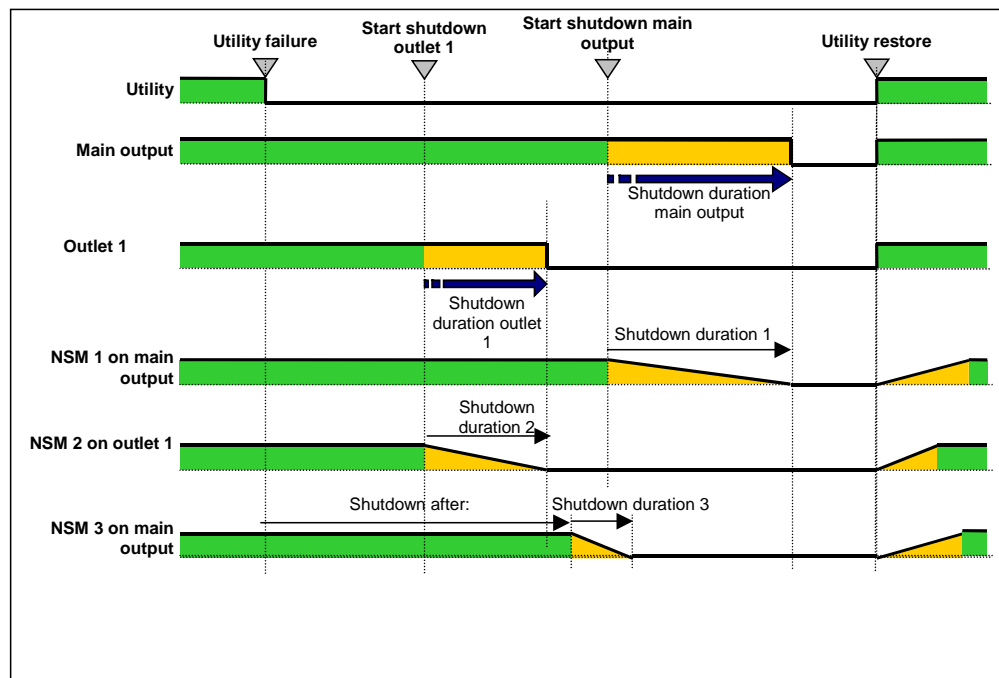 Utility failure
Start shutdown
outlet 1
Start shutdown main
output
Utility restore
Utility
Main output
Shutdown duration
main output
Outlet 1
Shutdown
duration outlet
1
NSM 1 on main
output
Shutdown duration 1
NSM 2 on outlet 1
Shutdown
duration 2
NSM 3 on main
output
Shutdown after:
Shutdown duration 3